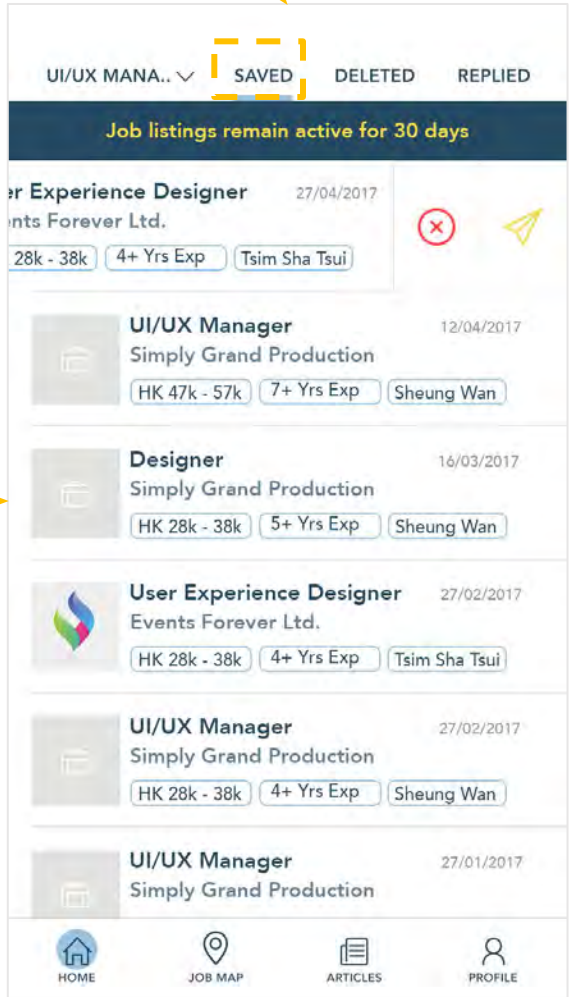 UI/UX MANA.. SAVED DELETED REPLIED
Job listings remain active for 30 days
er Experience Designer 27/04/2017
ents Forever Ltd.
28k - 38k 4+ Yrs Exp Tsim Sha Tsui
UI/UX Manager 12/04/2017
Simply Grand Production
HK 47k - 57k 7+ Yrs Exp Sheung Wan
Designer 16/03/2017
Simply Grand Production
HK 28k - 38k 5+ Yrs Exp Sheung Wan
User Experience Designer 27/02/2017
Events Forever Ltd.
HK 28k - 38k 4+ Yrs Exp Tsim Sha Tsui
UI/UX Manager 27/02/2017
Simply Grand Production
HK 28k - 38k 4+ Yrs Exp Sheung Wan
UI/UX Manager 27/01/2017
Simply Grand Production
HOME JOB MAP ARTICLES PROFILE